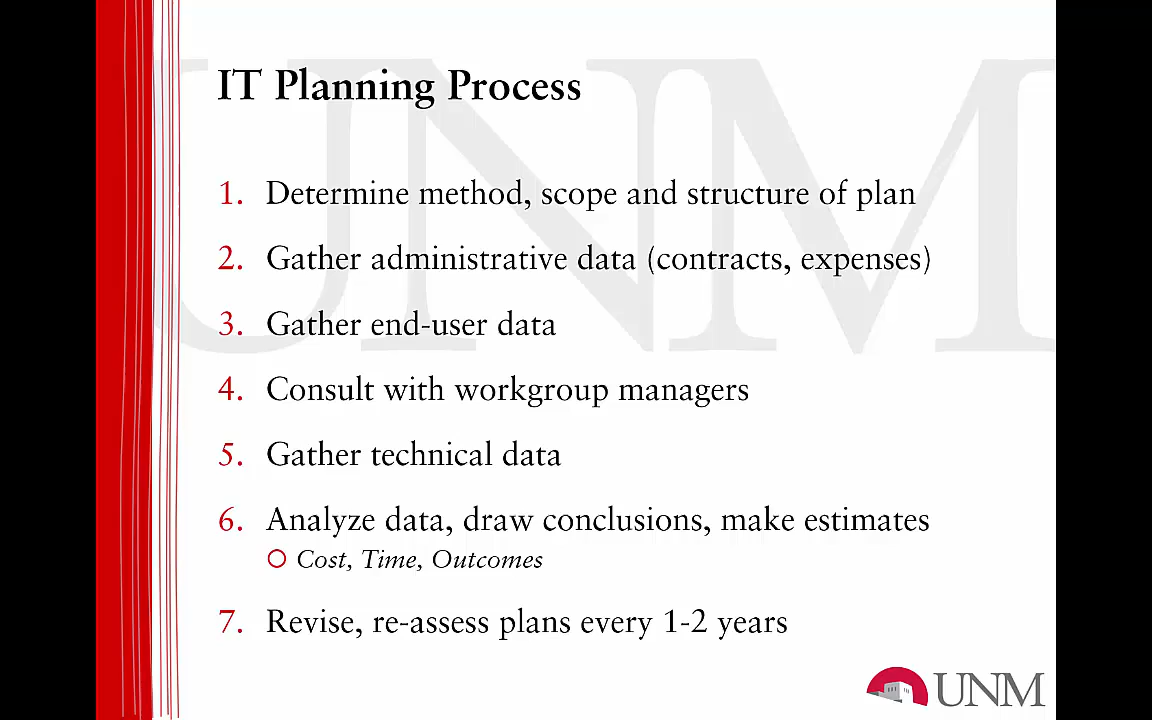 IT Planning Process
1. Determine method, scope and structure of plan
2. Gather administrative data (contracts, expenses)
3. Gather end-user data
4. Consult with workgroup managers
5. Gather technical data
6. Analyze data, draw conclusions, make estimates
Cost, Time, Outcomes
7. Revise, re-assess plans every 1-2 years
UNM
UNM